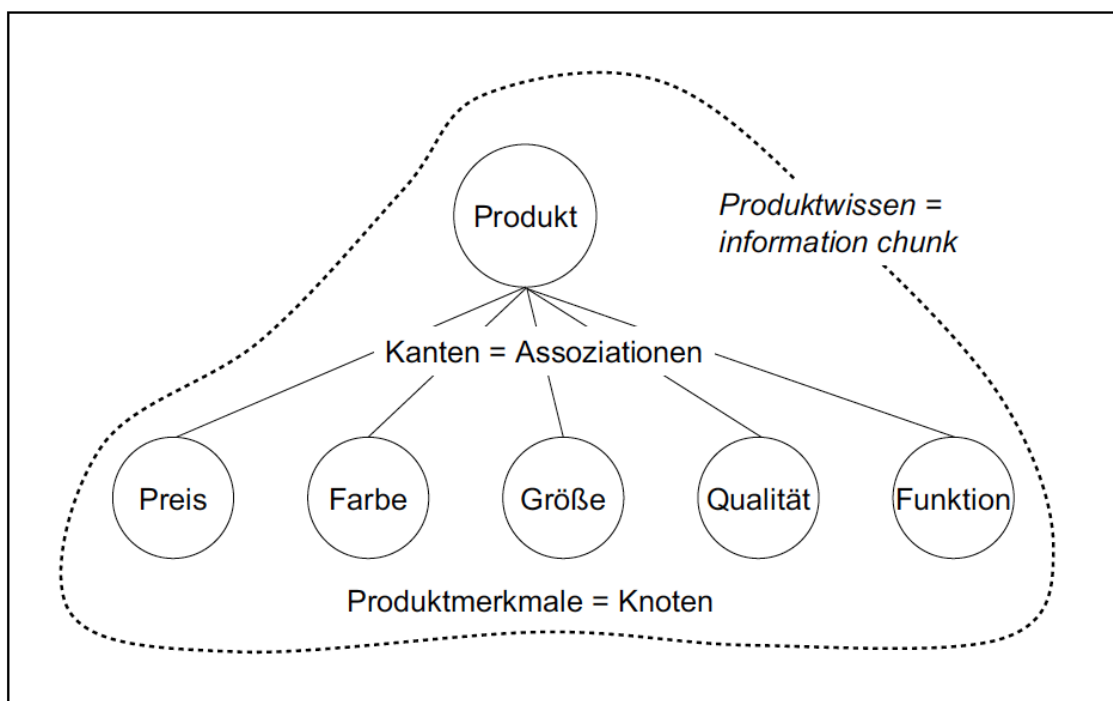 Produkt
Produktwissen =
information chunk
Kanten = Assoziationen
Preis
Farbe
Größe
Qualität
Funktion
Produktmerkmale = Knoten